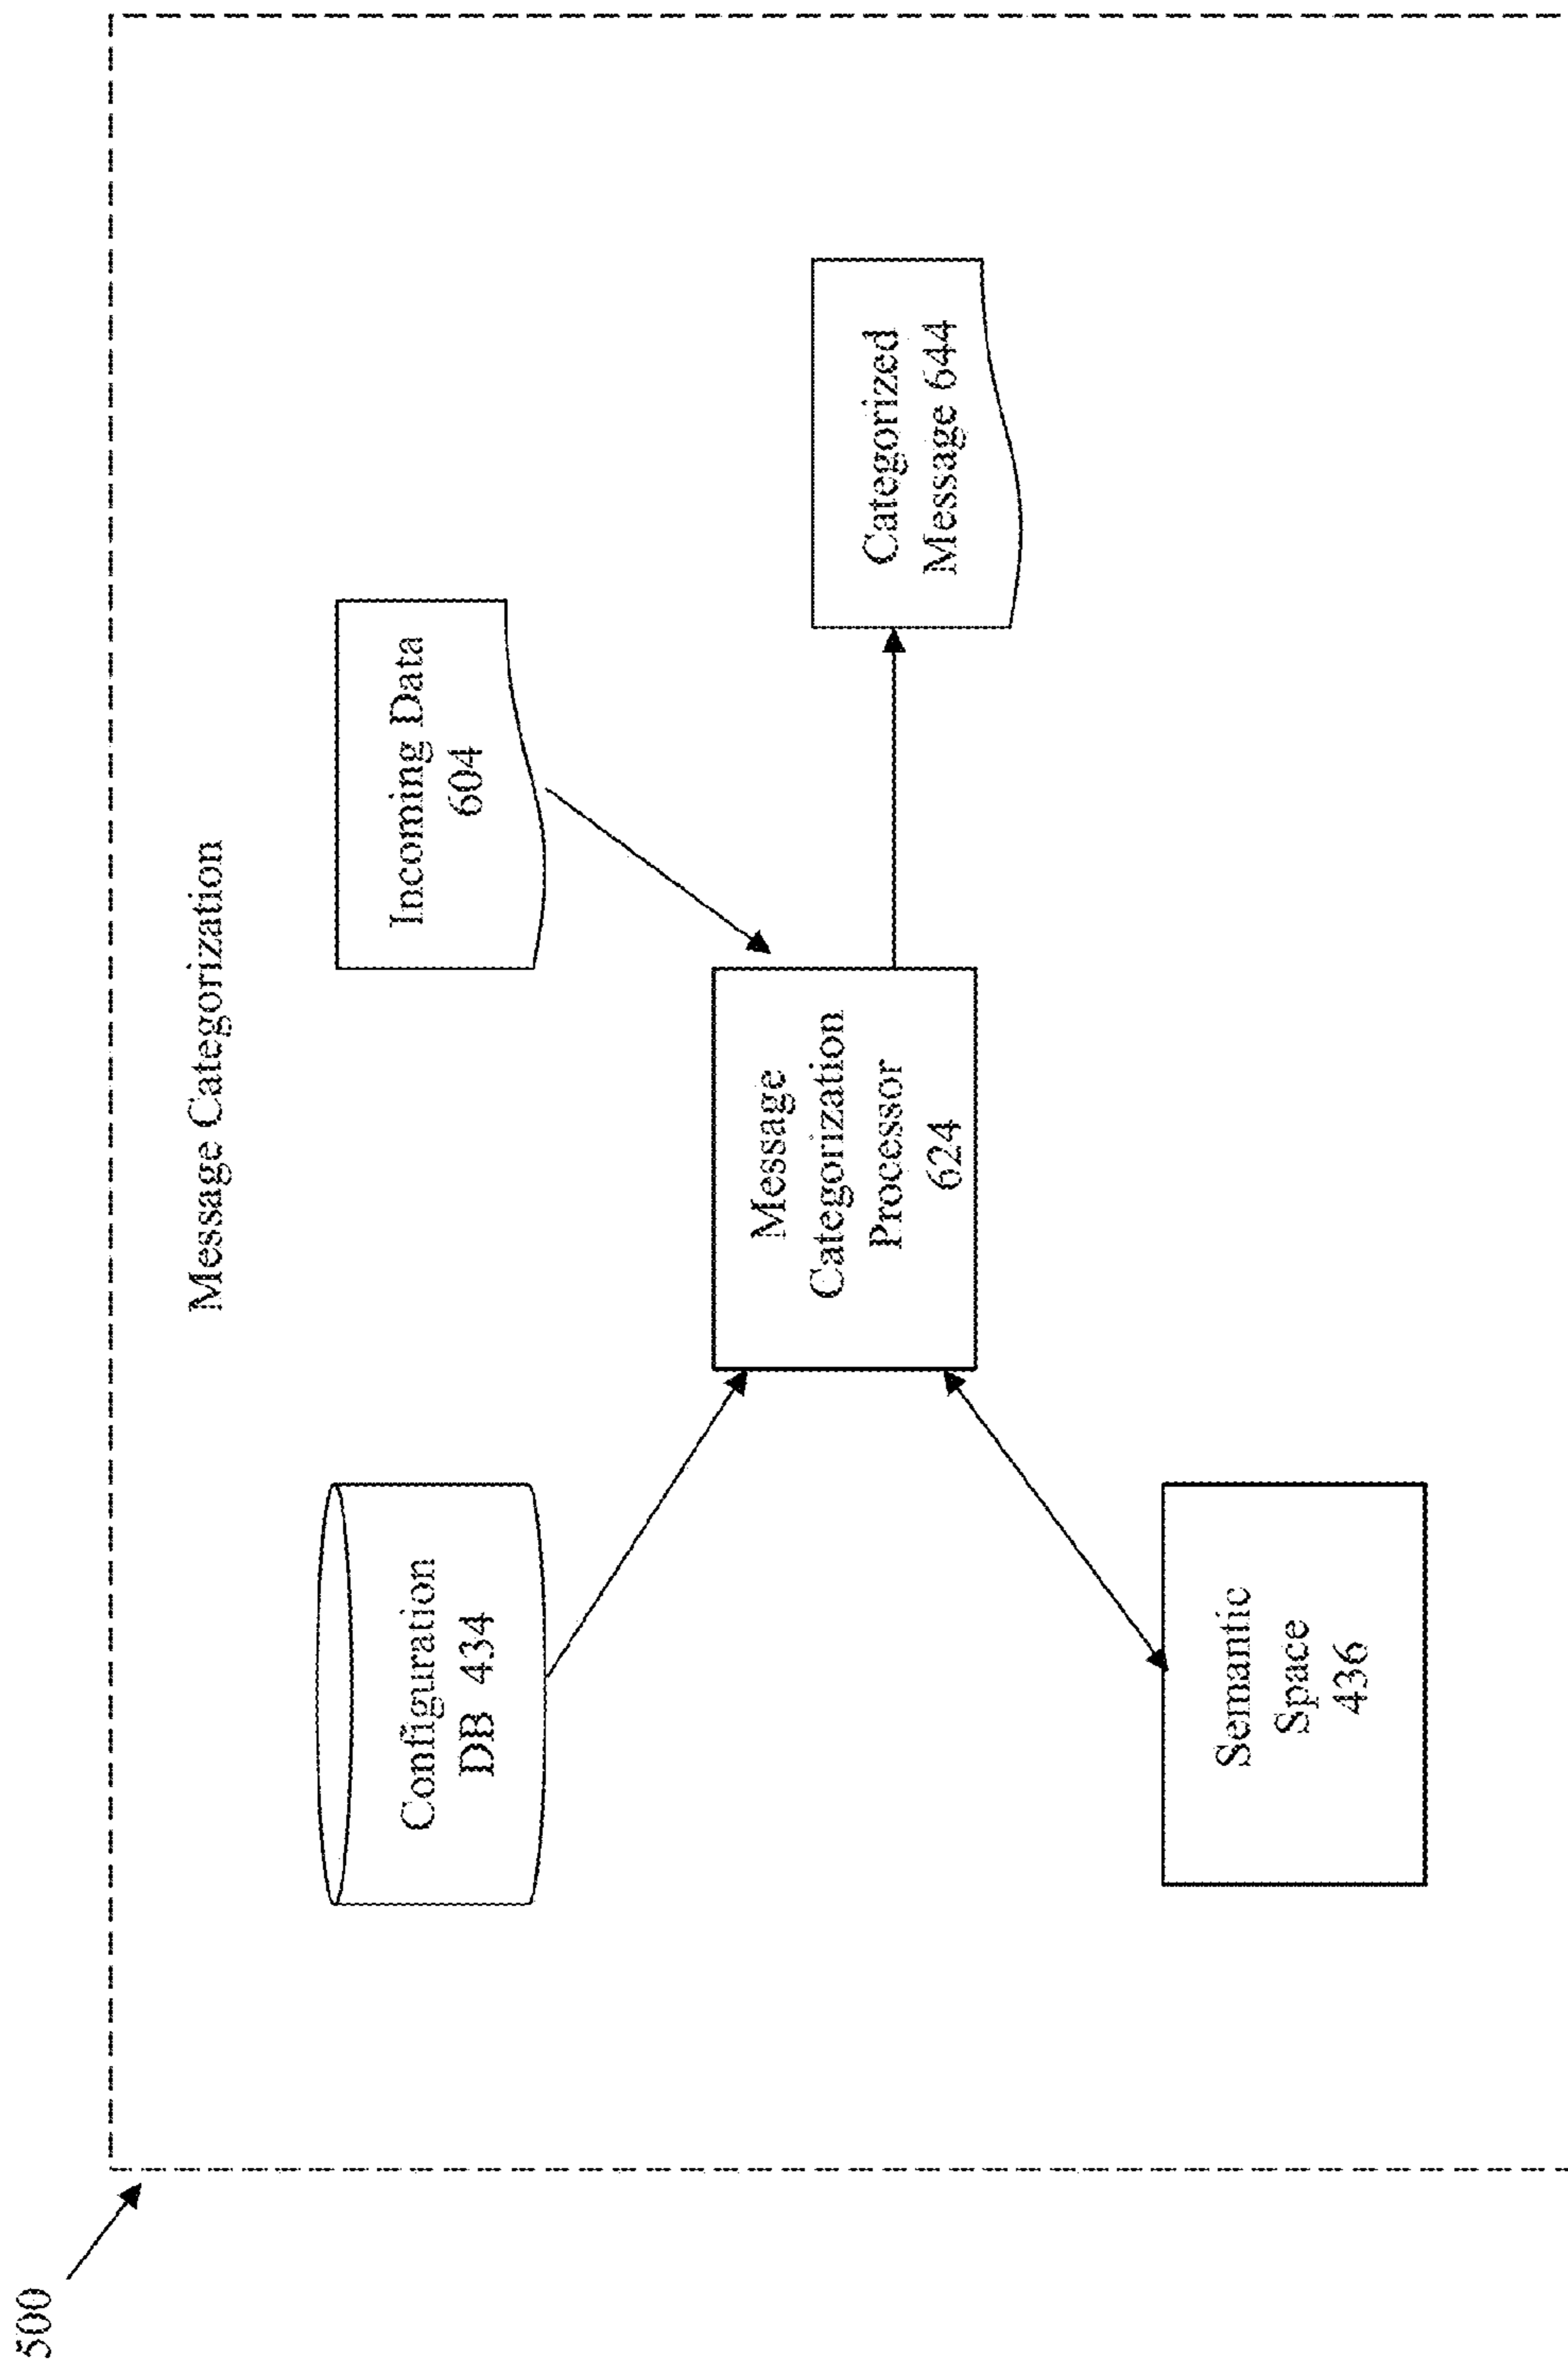 500
Message Categorization
Configuration
DB 434
Incoming Data
604
Message
Categorization
Processor
624
Categorized
Message 644
Semantic
Space
436